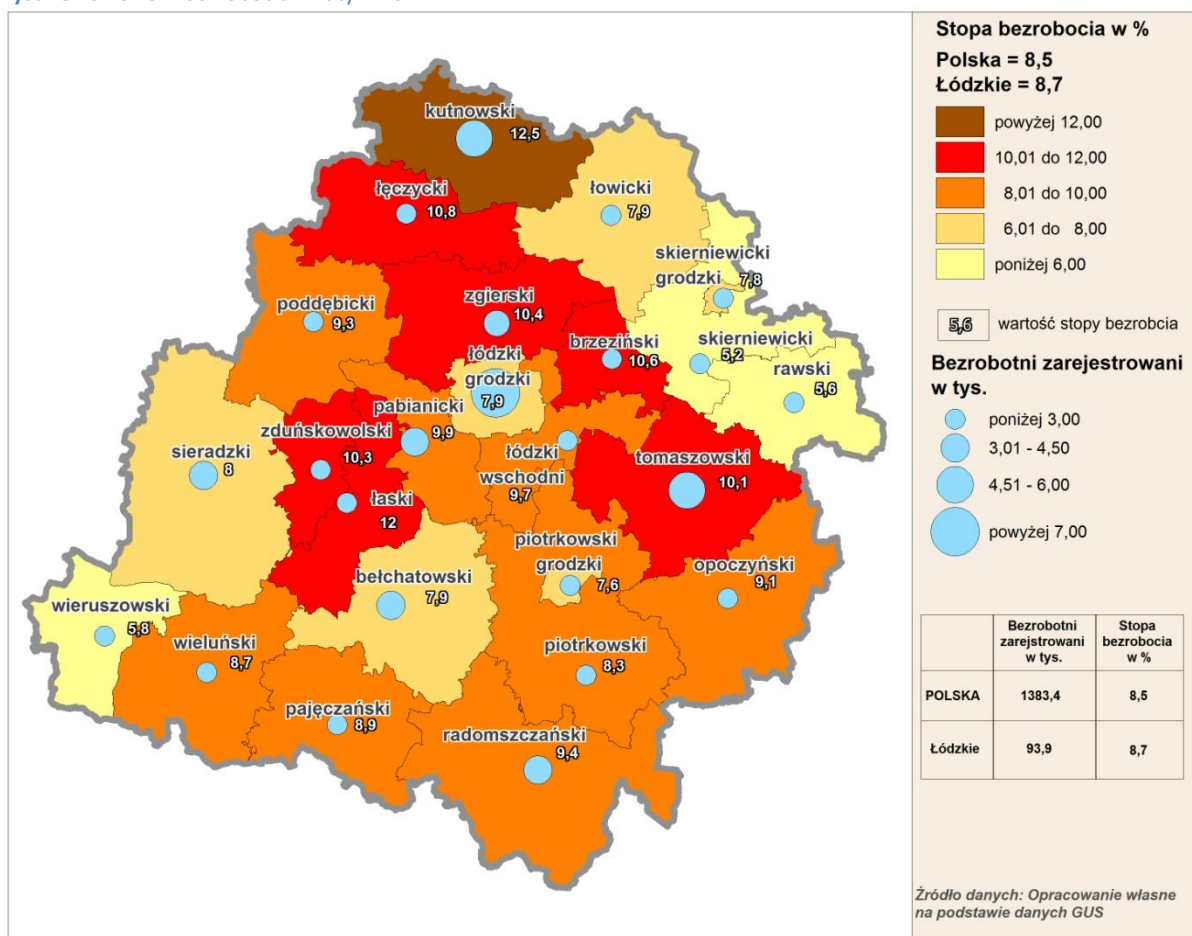 kutnowski
12,5
łęczycki
10,8
łowicki
7,9
skierniewicki
grodzki
7,8
poddębicki
9,3
zgierski
10,4
brzeziński
10,6
skierniewicki
5,2
rawski
5,6
łódzki
grodzki
7,9
pabianicki
9,9
zduńskowolski
10,3
sieradzki
8
łódzki
wschodni
9,7
tomaszowski
10,1
łaski
12
piotrkowski
grodzki
7,6
opoczyński
9,1
bełchatowski
7,9
wieruszowski
5,8
wieluński
8,7
piotrkowski
8,3
pajęczański
8,9
radomszczański
9,4
Stopa bezrobocia w %
Polska = 8,5
Łódzkie = 8,7
powyżej 12,00
10,01 do 12,00
8,01 do 10,00
6,01 do 8,00
poniżej 6,00
5,6 wartość stopy bezrobcia
Bezrobotni zarejestrowani
w tys.
poniżej 3,00
3,01 - 4,50
4,51 - 6,00
powyżej 7,00
Bezrobotni zarejstrowani w tys. Stopa bezrobocia w %
POLSKA 1383,4 8,5
Łódzkie 93,9 8,7
Źródło danych: Opracowanie własne
na podstawie danych GUS